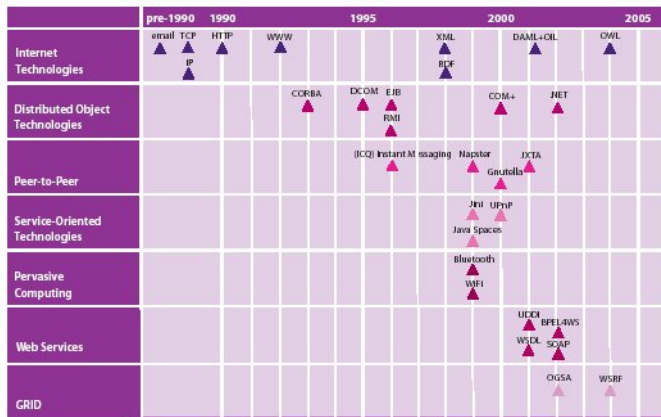 pre-1990 1990 1995 2000 2005
email TCP HTTP WWW XML DAML+OIL OWL
Internet
Technologies
IP RDF
CORBA DCOM EJB COM+ .NET
Distributed Object
Technologies
RMI
(ICQ) Instant Messaging Napster JXTA
Peer-to-Peer
Gnutella
Jini UPnP
Service-Oriented
Technologies
Java Spaces
Bluetooth
Pervasive
Computing
WiFi
UDDI BPEL4WS
Web Services
WSDL SOAP
OGSA WSRF
GRID